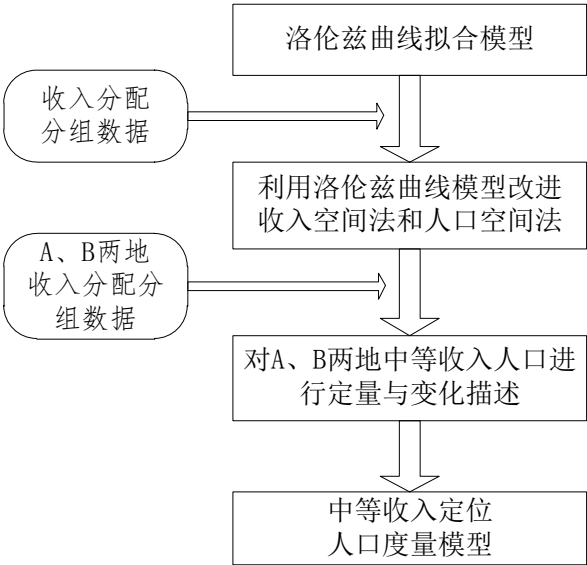 洛伦兹曲线拟合模型
收入分配
分组数据
利用洛伦兹曲线模型改进
收入空间法和人口空间法
A、B两地
收入分配分
组数据
对A、B两地中等收入人口进
行定量与变化描述
中等收入定位
人口度量模型